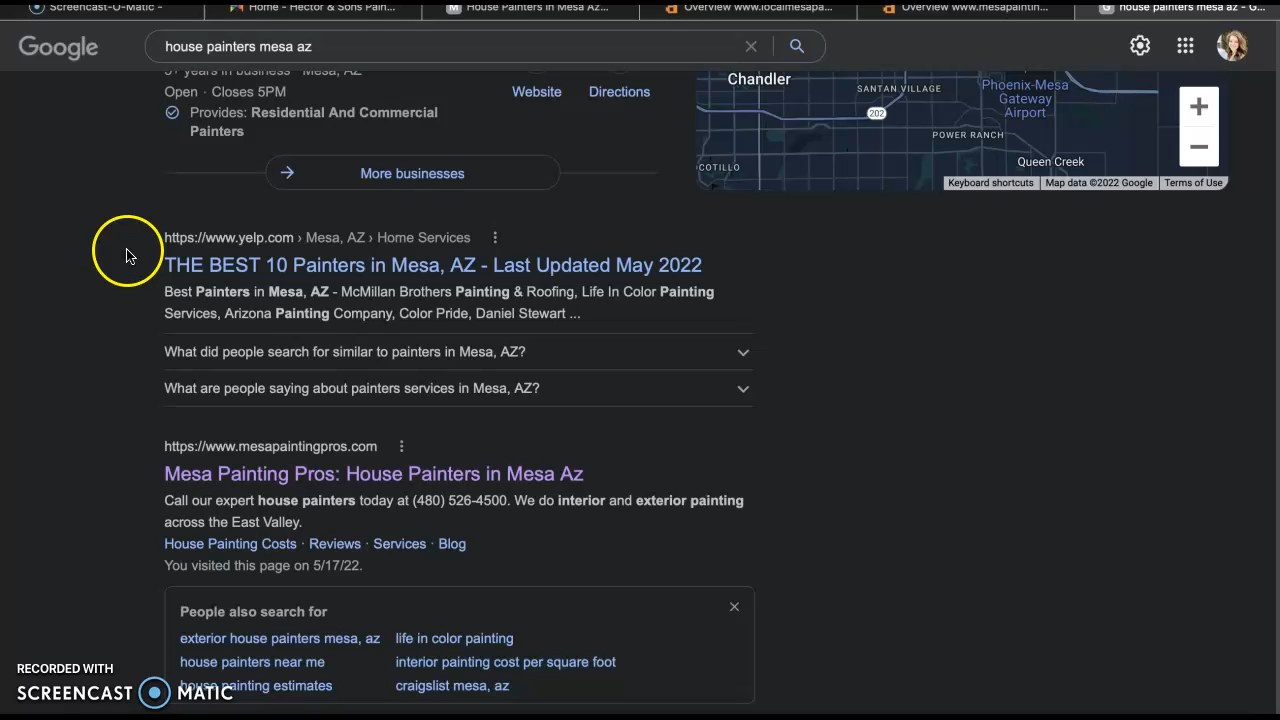 Screencast-O-Matic -
Home - Hector & Sons Pain...
House Painters in Mesa Az...
Overview www.localmesapa...
Overview www.mesapaintin...
house painters mesa az - G...
Google
house painters mesa az
5+ years in business · Mesa, AZ
Open · Closes 5PM
Website
Directions
Provides: Residential And Commercial
Painters
More businesses
Chandler
SANTAN VILLAGE
Phoenix-Mesa
Gateway
Airport
202
POWER RANCH
COTILLO
Queen Creek
Keyboard shortcuts
Map data ©2022 Google
Terms of Use
https://www.yelp.com › Mesa, AZ › Home Services
THE BEST 10 Painters in Mesa, AZ - Last Updated May 2022
Best Painters in Mesa, AZ - McMillan Brothers Painting & Roofing, Life In Color Painting
Services, Arizona Painting Company, Color Pride, Daniel Stewart ...
What did people search for similar to painters in Mesa, AZ?
What are people saying about painters services in Mesa, AZ?
https://www.mesapaintingpros.com
Mesa Painting Pros: House Painters in Mesa Az
Call our expert house painters today at (480) 526-4500. We do interior and exterior painting
across the East Valley.
House Painting Costs · Reviews · Services · Blog
You visited this page on 5/17/22.
People also search for
exterior house painters mesa, az
life in color painting
house painters near me
interior painting cost per square foot
house painting estimates
craigslist mesa, az
RECORDED WITH
SCREENCAST MATIC